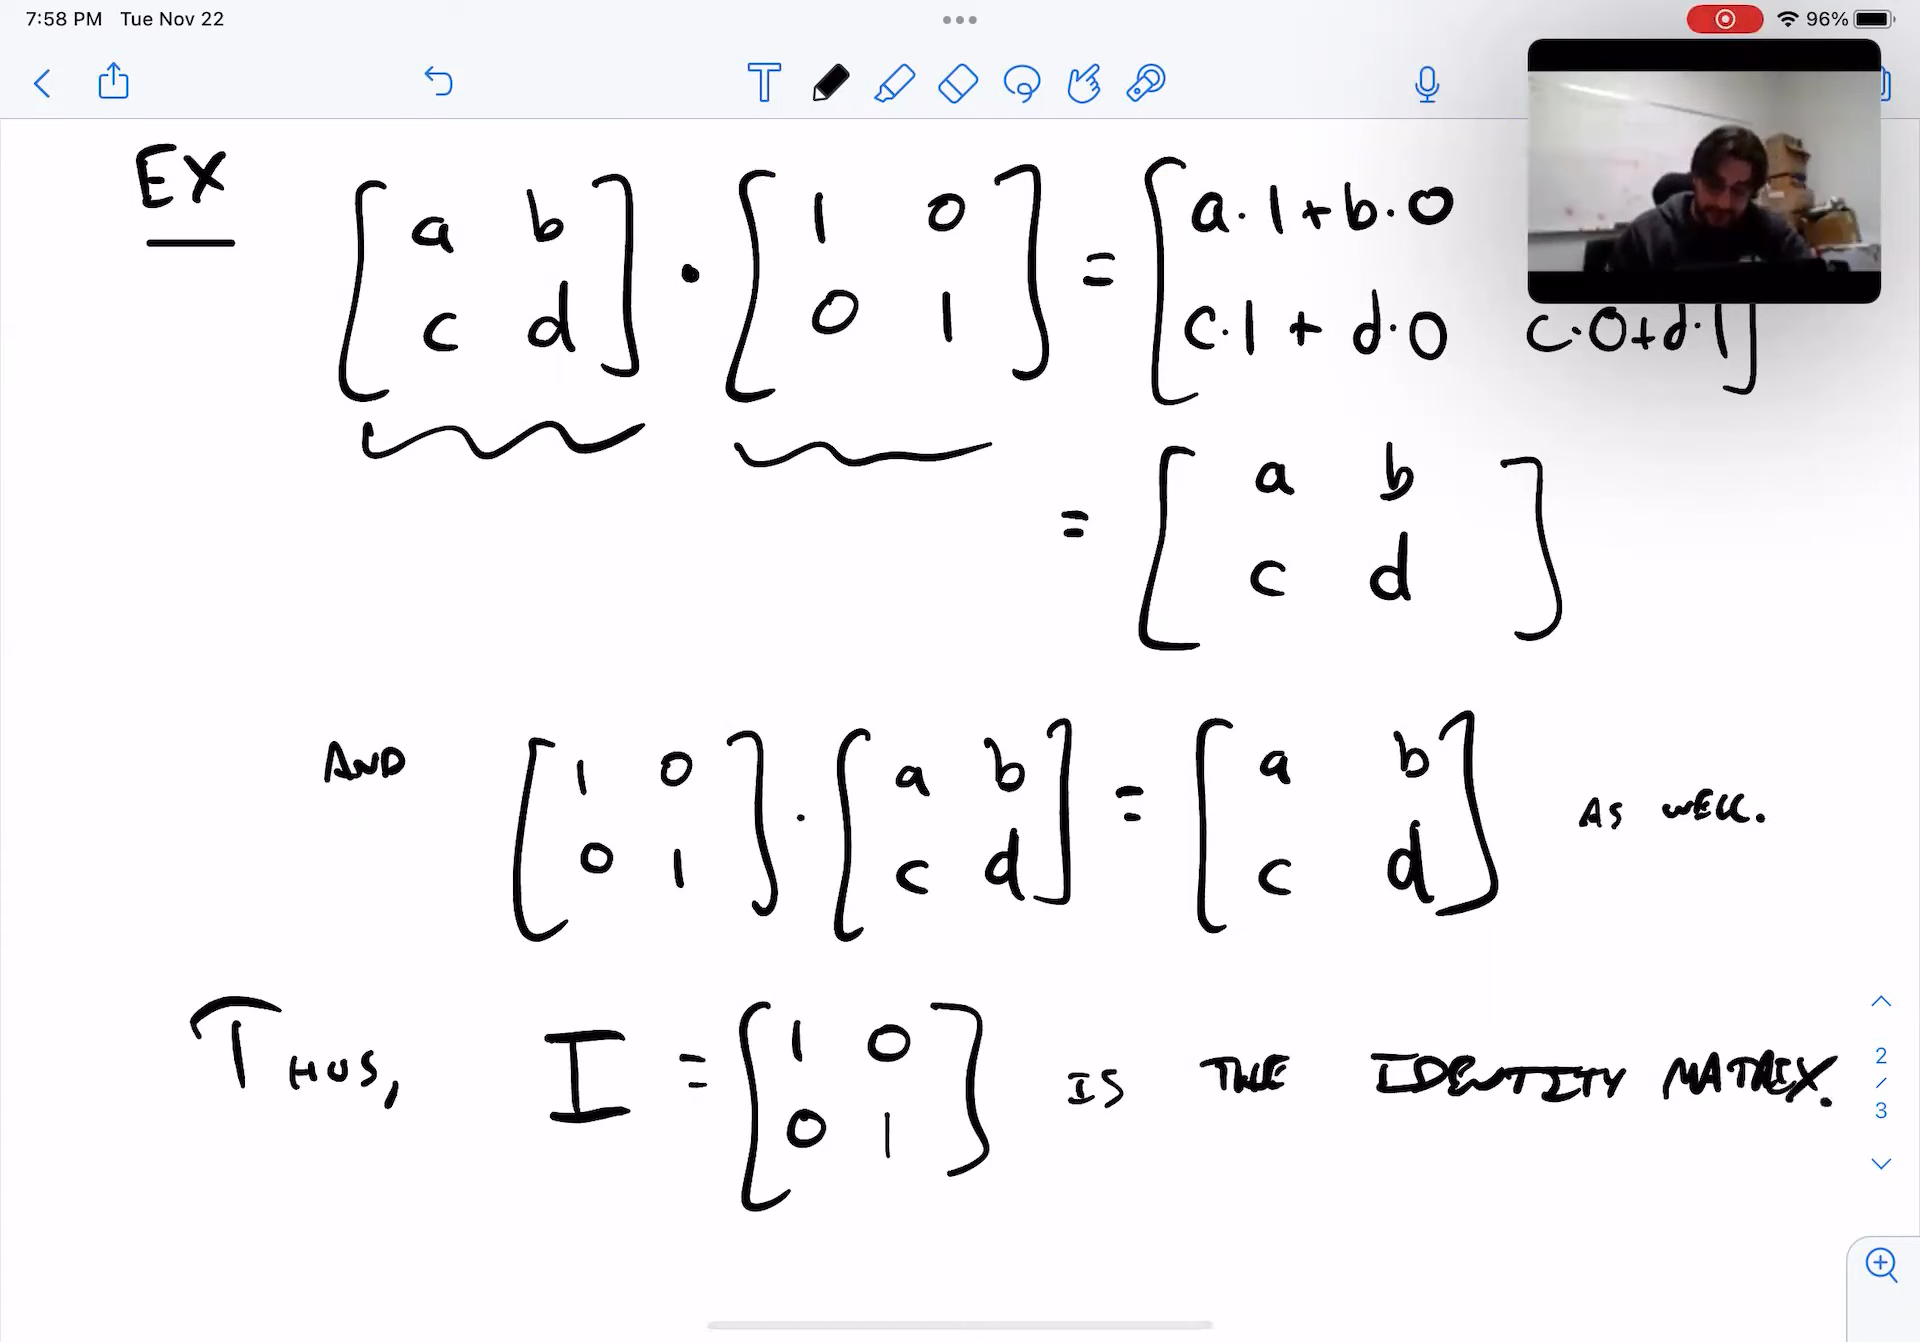 7:58 PM Tue Nov 22
96%
EX
[a b; c d] · [1 0; 0 1] = [a·1+b·0; c·1+d·0 c·0+d·1]
= [a b; c d]
AND [1 0; 0 1] · [a b; c d] = [a b; c d] AS WELL.
THUS, I = [1 0; 0 1] IS THE IDENTITY MATRIX.
2
/
3